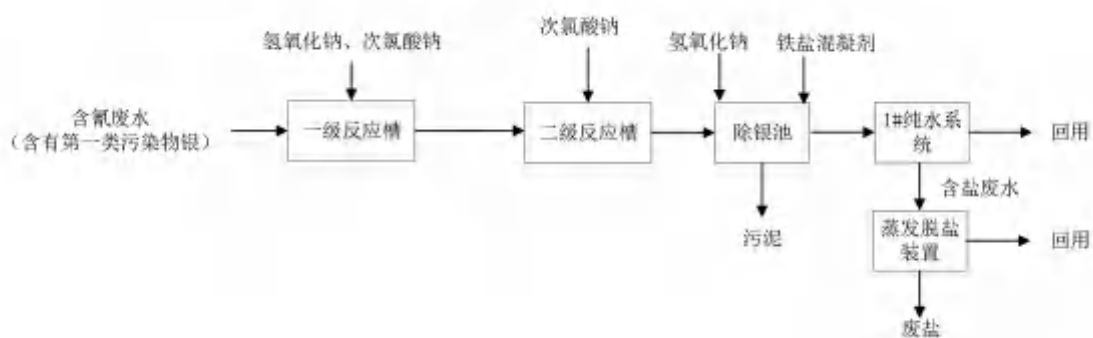 氢氧化钠、次氯酸钠
次氯酸钠
氢氧化钠
铁盐混凝剂
含氰废水
（含有第一类污染物银）
一级反应槽
二级反应槽
除银池
1#纯水系
统
回用
含盐废水
污泥
蒸发脱盐
装置
回用
废盐